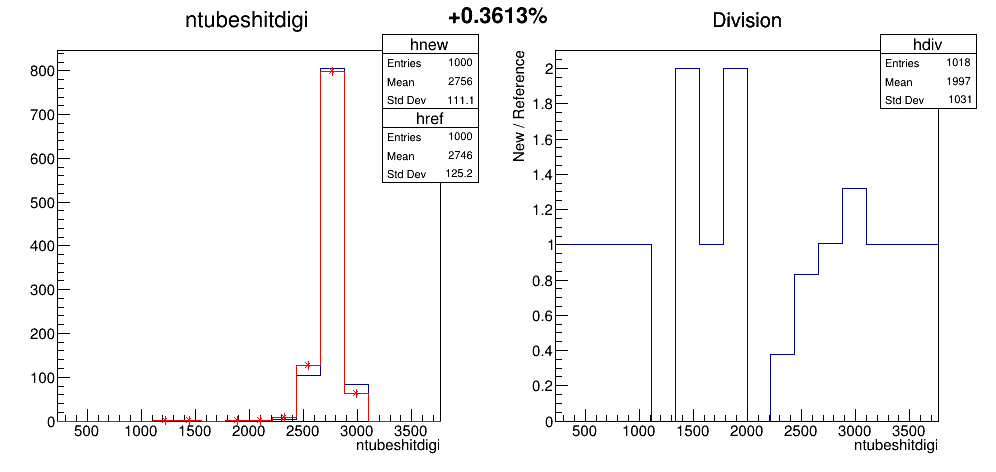 ntubeshitdigi
+0.3613%
Division
hnew
Entries 1000
Mean 2756
Std Dev 111.1
href
Entries 1000
Mean 2746
Std Dev 125.2
800
700
600
500
400
300
200
100
0
500 1000 1500 2000 2500 3000 3500
ntubeshitdigi
hdiv
Entries 1018
Mean 1997
Std Dev 1031
New / Reference
2
1.8
1.6
1.4
1.2
1
0.8
0.6
0.4
0.2
0
500 1000 1500 2000 2500 3000 3500
ntubeshitdigi